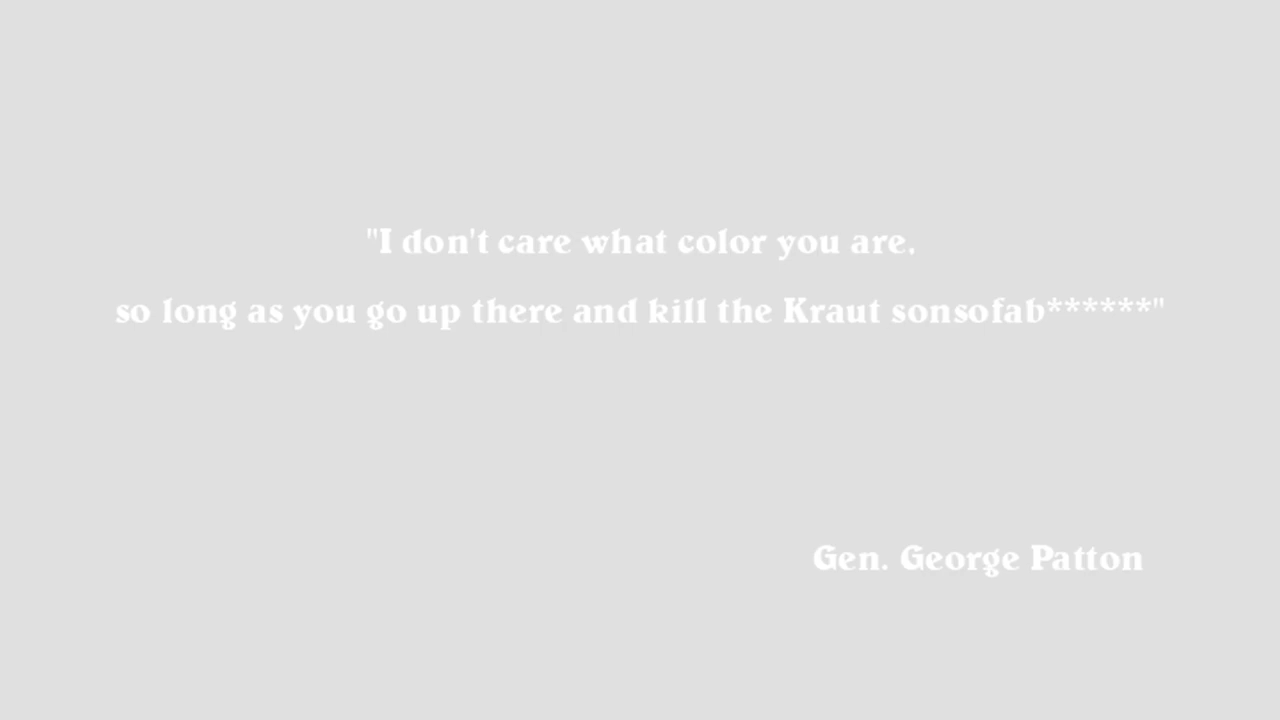 "I don't care what color you are.
so long as you go up there and kill the Kraut sonsofab******"
Gen. George Patton